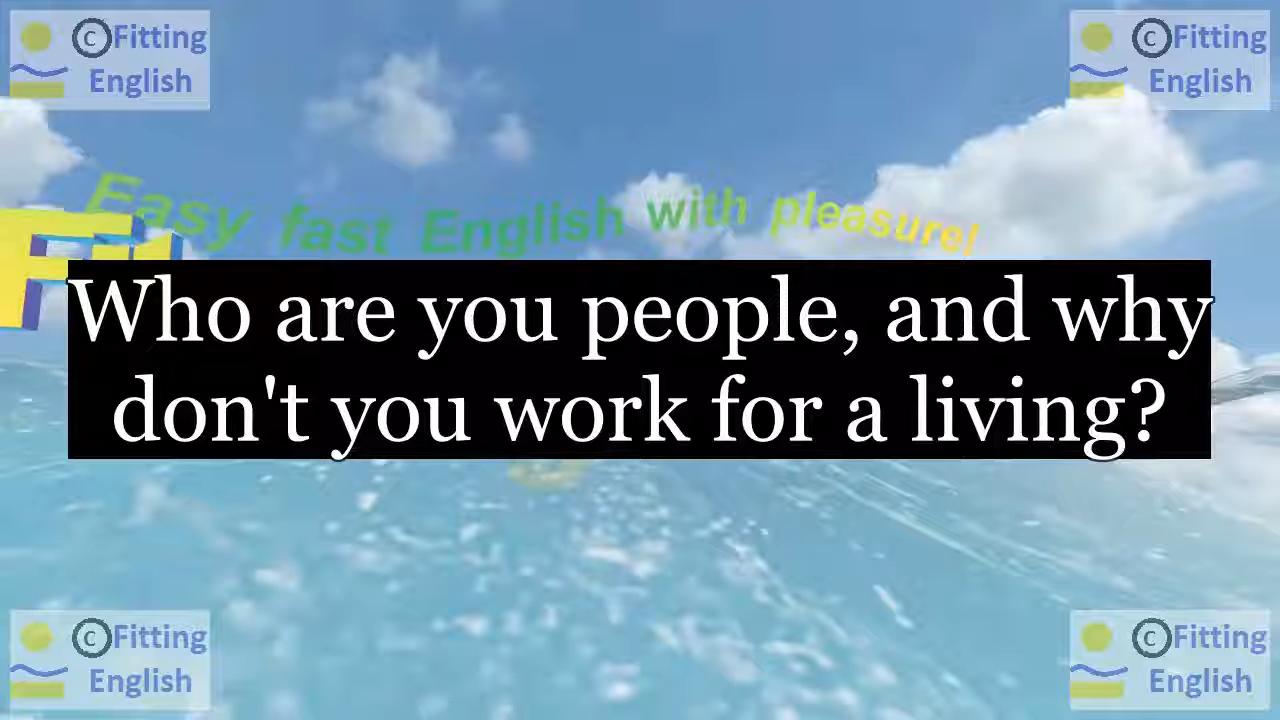 ©Fitting
English
©Fitting
English
Easy fast English with pleasure!
Who are you people, and why
don't you work for a living?
©Fitting
English
©Fitting
English